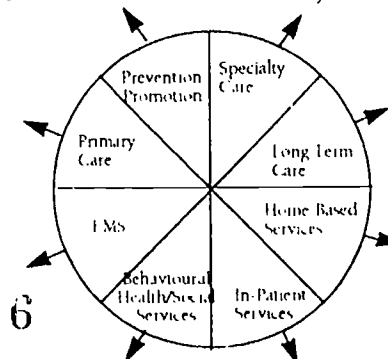 Prevention
Promotion
Specialty
Care
Primary
Care
Long Term
Care
EMS
Home Based
Services
Behavioural
Health/Social
Services
In-Patient
Services
6